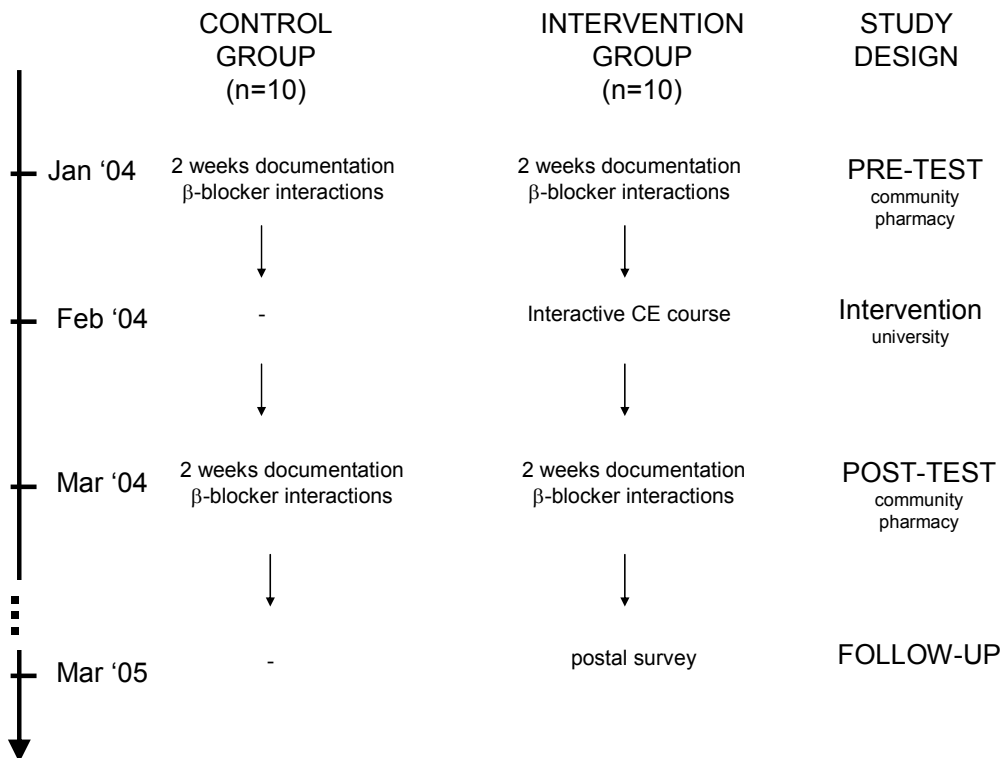 CONTROL
GROUP
(n=10)
INTERVENTION
GROUP
(n=10)
STUDY
DESIGN
Jan ‘04
2 weeks documentation
β-blocker interactions
2 weeks documentation
β-blocker interactions
PRE-TEST
community
pharmacy
Feb ‘04
-
Interactive CE course
Intervention
university
Mar ‘04
2 weeks documentation
β-blocker interactions
2 weeks documentation
β-blocker interactions
POST-TEST
community
pharmacy
Mar ‘05
-
postal survey
FOLLOW-UP